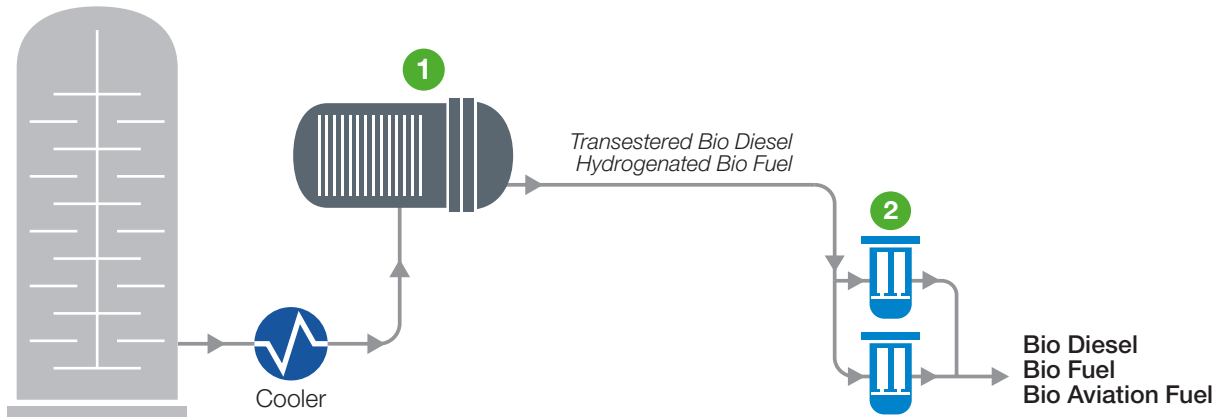 1
Transestered Bio Diesel
Hydrogenated Bio Fuel
2
Cooler
Bio Diesel
Bio Fuel
Bio Aviation Fuel